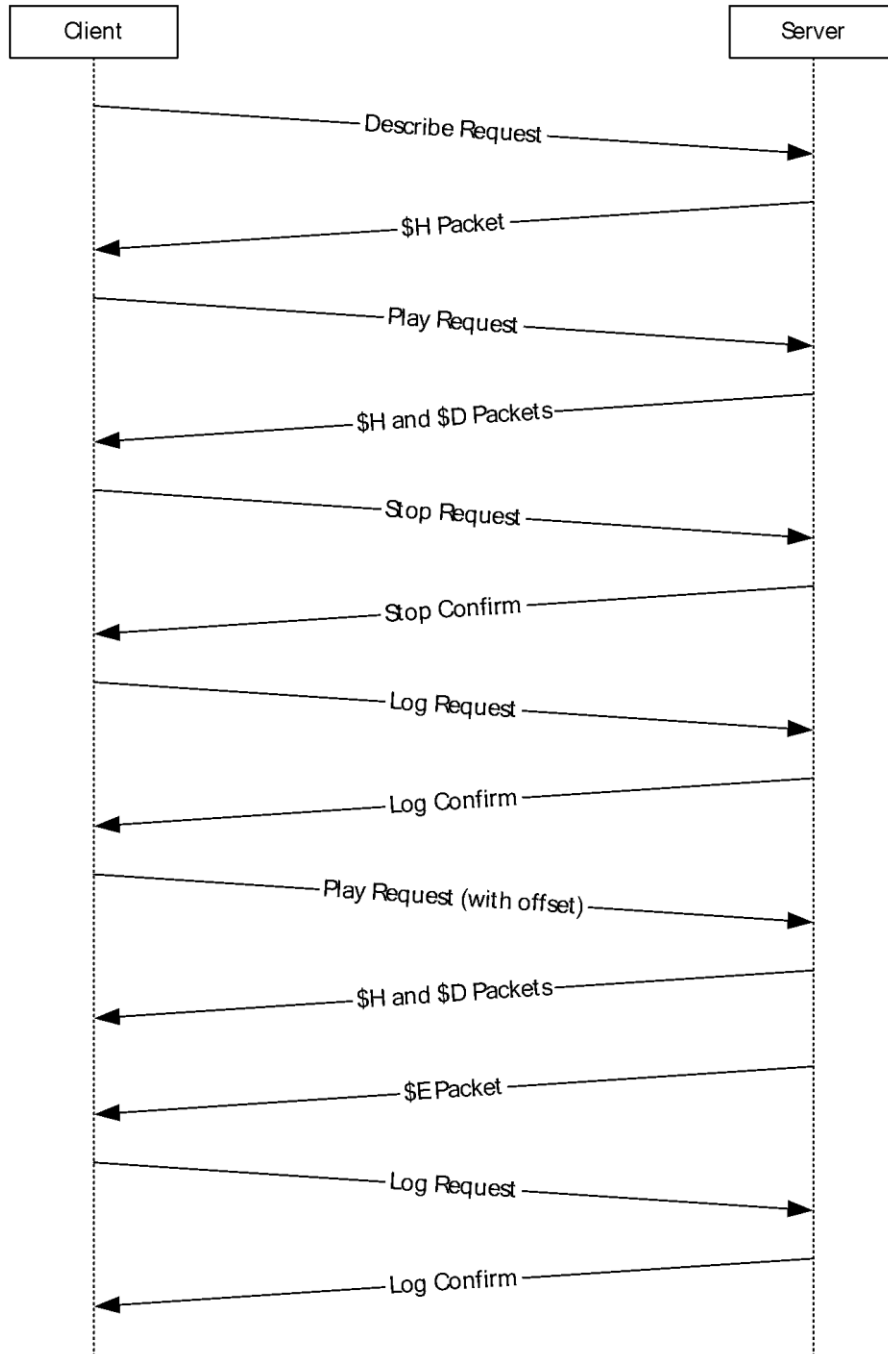 Client
Server
Describe Request
$H Packet
Play Request
$H and $D Packets
Stop Request
Stop Confirm
Log Request
Log Confirm
Play Request (with offset)
$H and $D Packets
$E Packet
Log Request
Log Confirm